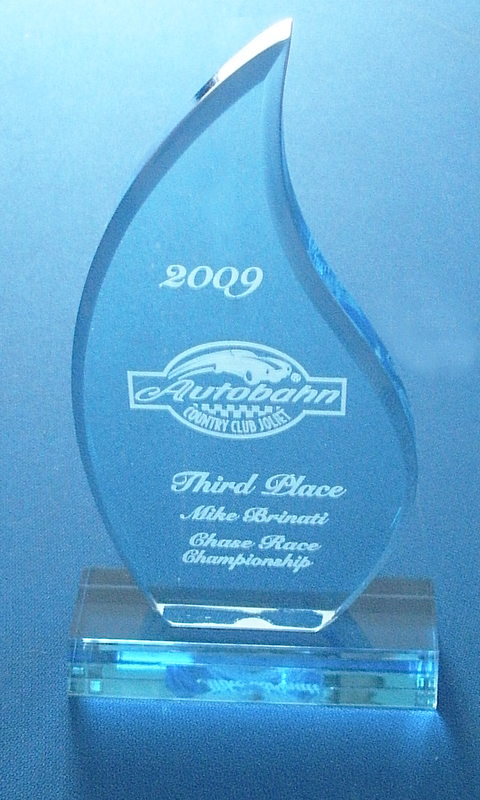 2009
Autobahn®
COUNTRY CLUB JOLIET
Third Place
Mike Brinati
Chase Race
Championship